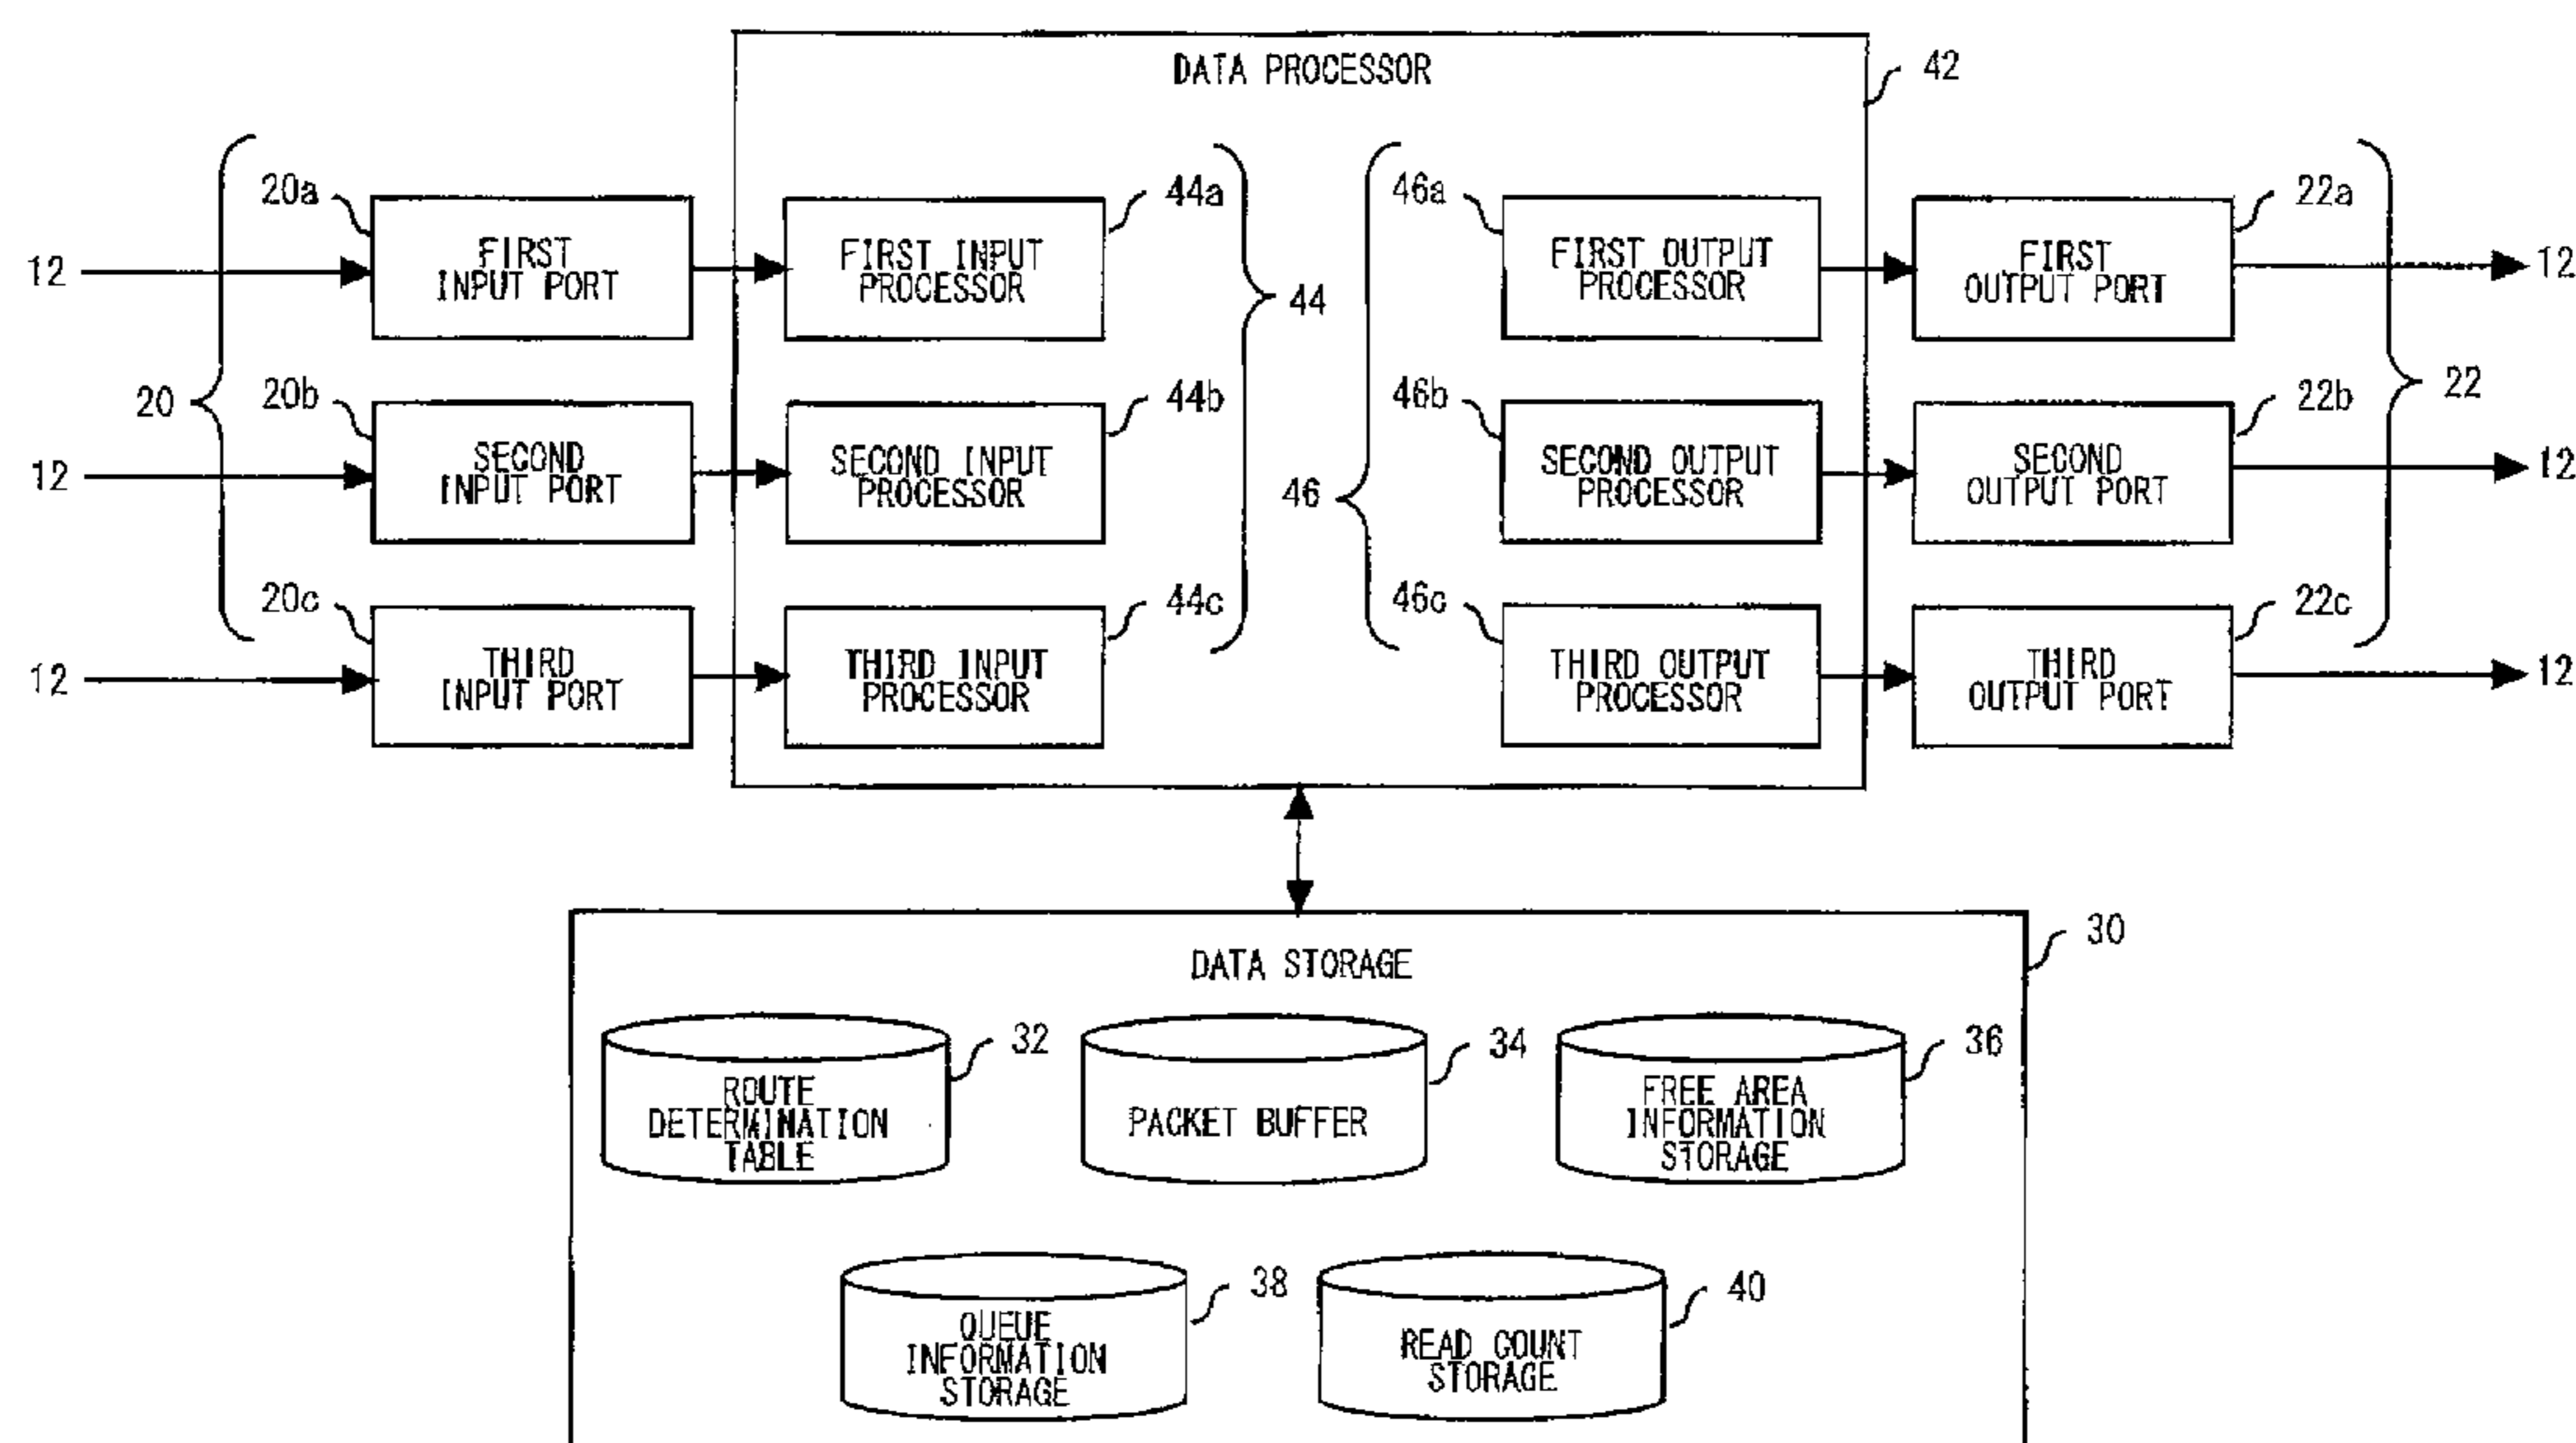 DATA PROCESSOR
42
20a
44a
46a
22a
12
FIRST
INPUT PORT
FIRST INPUT
PROCESSOR
44
FIRST OUTPUT
PROCESSOR
FIRST
OUTPUT PORT
12
20
20b
44b
46b
22b
22
12
SECOND
INPUT PORT
SECOND INPUT
PROCESSOR
46
SECOND OUTPUT
PROCESSOR
SECOND
OUTPUT PORT
12
20c
44c
46c
22c
12
THIRD
INPUT PORT
THIRD INPUT
PROCESSOR
THIRD OUTPUT
PROCESSOR
THIRD
OUTPUT PORT
12
DATA STORAGE
30
ROUTE
DETERMINATION
TABLE
32
PACKET BUFFER
34
FREE AREA
INFORMATION
STORAGE
36
QUEUE
INFORMATION
STORAGE
38
READ COUNT
STORAGE
40